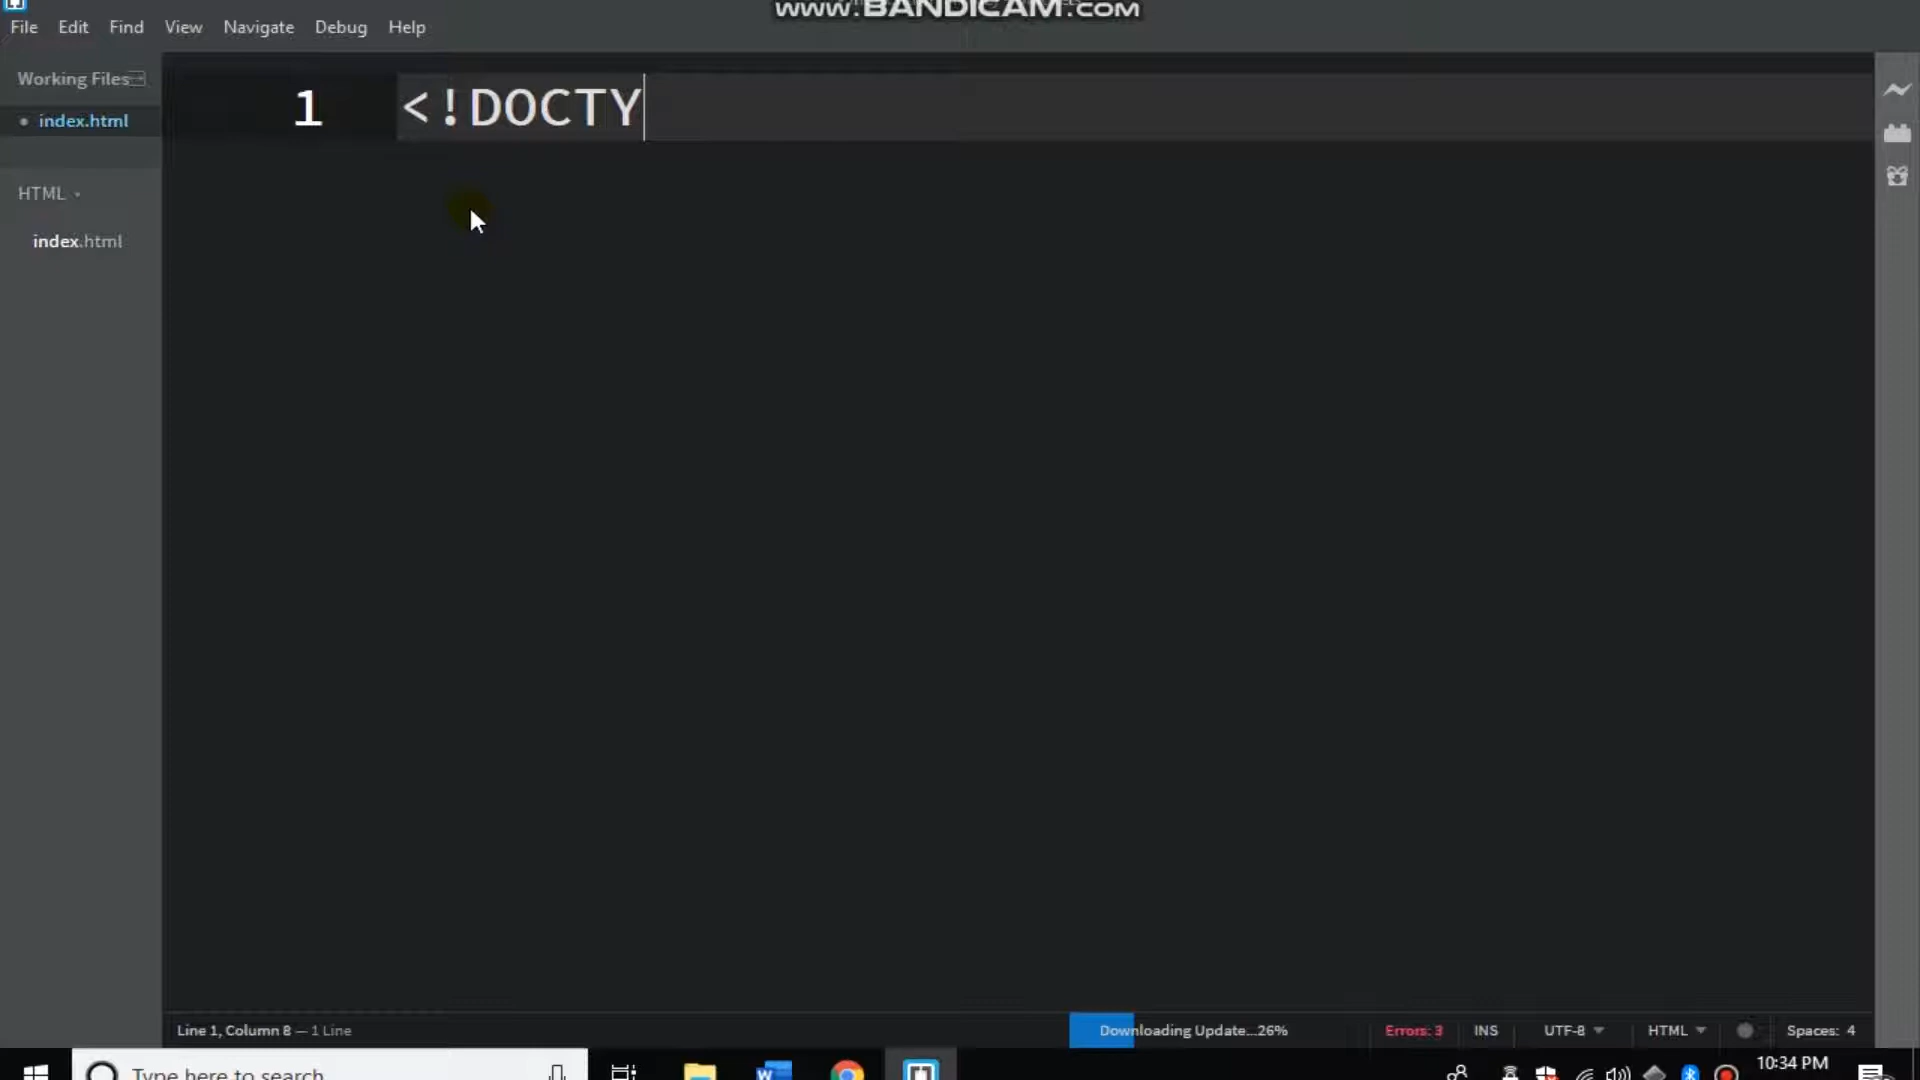 www.BANDICAM.com
File Edit Find View Navigate Debug Help
Working Files
index.html
HTML
index.html
1 <!DOCTY
Line 1, Column 8 — 1 Line
Downloading Update...26%
Errors: 3
INS
UTF-8
HTML
Spaces: 4
Type here to search
10:34 PM